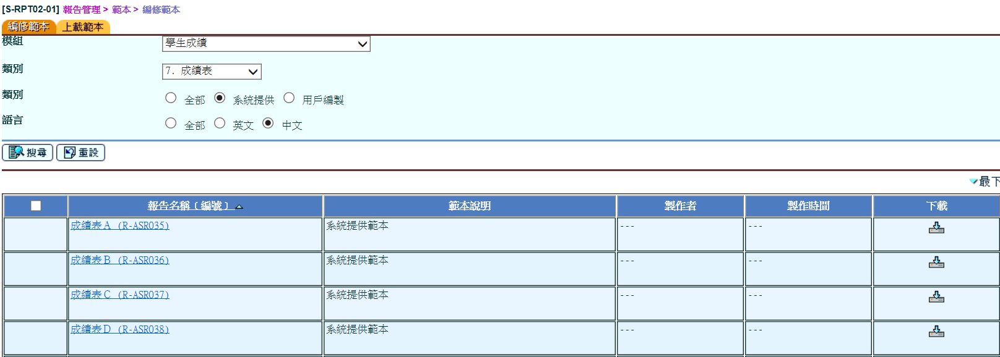 [S-RPT02-01] 報告管理 > 範本 > 編修範本
編修範本 上載範本
模組 學生成績
類別 7. 成績表
類別 全部 系統提供 用戶編製
語言 全部 英文 中文
搜尋 重設
最下
報告名稱﹝編號﹞ 範本說明 製作者 製作時間 下載
成績表Ａ (R-ASR035) 系統提供範本 --- ---
成績表Ｂ (R-ASR036) 系統提供範本 --- ---
成績表Ｃ (R-ASR037) 系統提供範本 --- ---
成績表Ｄ (R-ASR038) 系統提供範本 --- ---